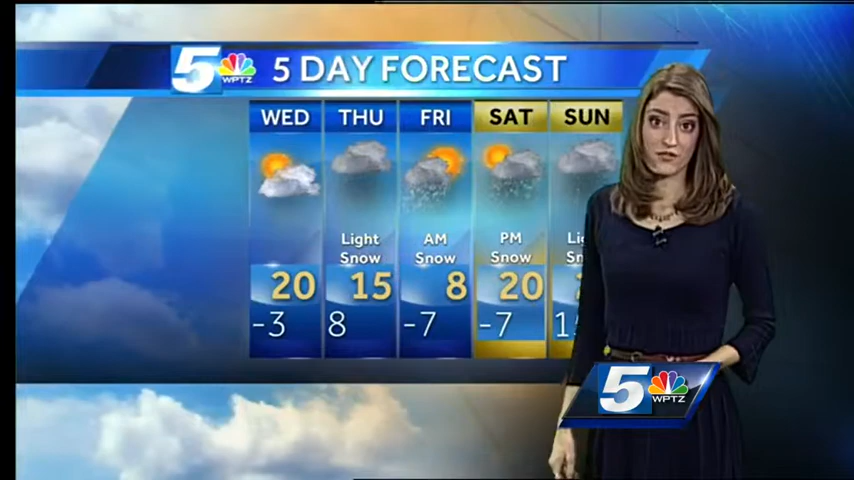 5 WPTZ 5 DAY FORECAST
WED THU FRI SAT SUN
Light AM PM
Snow Snow Snow
20 15 8 20
-3 8 -7 -7
5 WPTZ